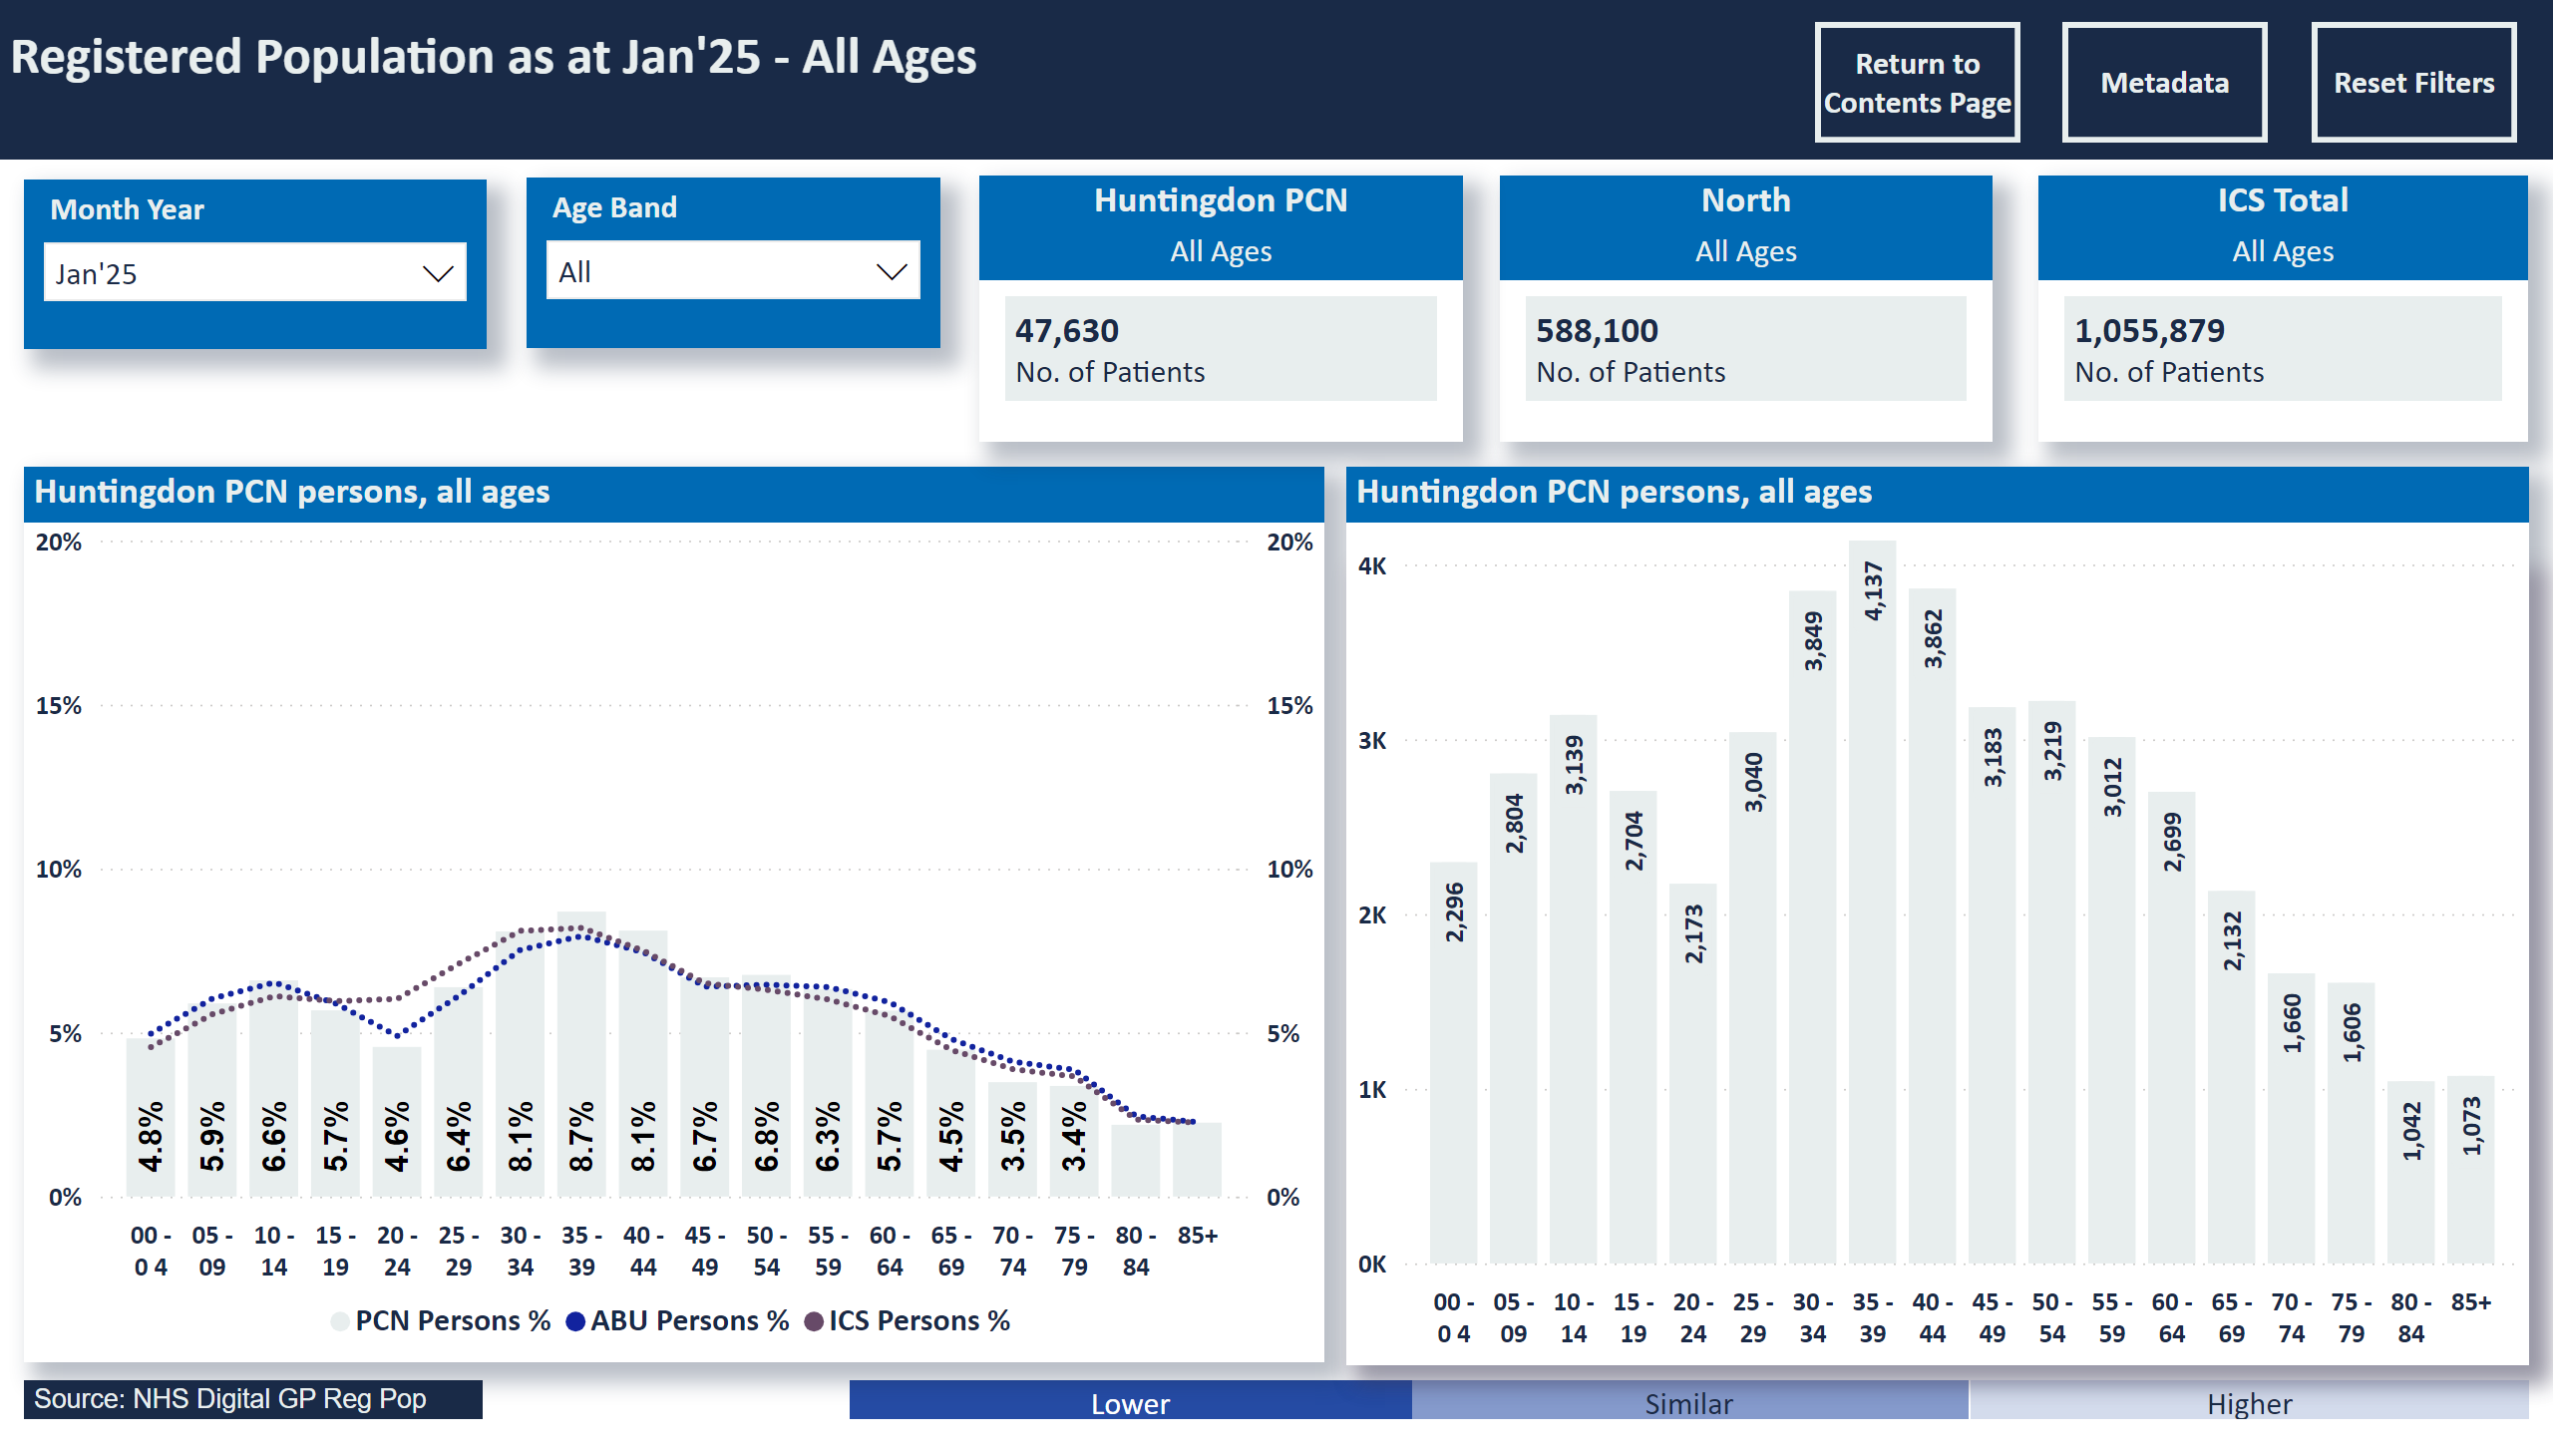 Registered Population as at Jan'25 - All Ages
Return to
Contents Page
Metadata
Reset Filters
Month Year
Jan'25
Age Band
All
Huntingdon PCN
All Ages
47,630
No. of Patients
North
All Ages
588,100
No. of Patients
ICS Total
All Ages
1,055,879
No. of Patients
Huntingdon PCN persons, all ages
20% 20%
15% 15%
10% 10%
5% 5%
0% 0%
4.8% 5.9% 6.6% 5.7% 4.6% 6.4% 8.1% 8.7% 8.1% 6.7% 6.8% 6.3% 5.7% 4.5% 3.5% 3.4%
00 - 05 - 10 - 15 - 20 - 25 - 30 - 35 - 40 - 45 - 50 - 55 - 60 - 65 - 70 - 75 - 80 - 85+
0 4 09 14 19 24 29 34 39 44 49 54 59 64 69 74 79 84
PCN Persons % ABU Persons % ICS Persons %
Huntingdon PCN persons, all ages
4K
3K
2K
1K
0K
2,296 2,804 3,139 2,704 2,173 3,040 3,849 4,137 3,862 3,183 3,219 3,012 2,699 2,132 1,660 1,606 1,042 1,073
00 - 05 - 10 - 15 - 20 - 25 - 30 - 35 - 40 - 45 - 50 - 55 - 60 - 65 - 70 - 75 - 80 - 85+
0 4 09 14 19 24 29 34 39 44 49 54 59 64 69 74 79 84
Source: NHS Digital GP Reg Pop
Lower
Similar
Higher